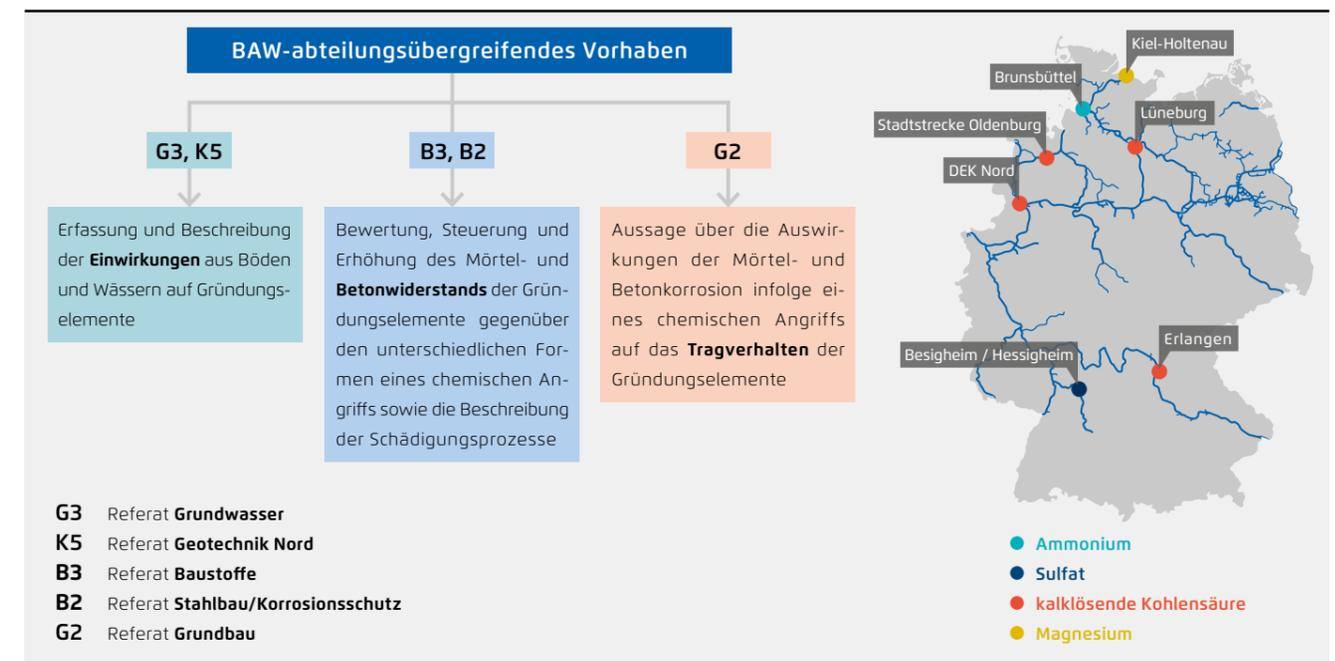 BAW-abteilungsübergreifendes Vorhaben
G3, K5
Erfassung und Beschreibung
der Einwirkungen aus Böden
und Wässern auf Gründungs-
elemente
B3, B2
Bewertung, Steuerung und
Erhöhung des Mörtel- und
Betonwiderstands der Grün-
dungselemente gegenüber
den unterschiedlichen For-
men eines chemischen An-
griffs sowie die Beschreibung
der Schädigungsprozesse
G2
Aussage über die Auswir-
kungen der Mörtel- und
Betonkorrosion infolge ei-
nes chemischen Angriffs
auf das Tragverhalten der
Gründungselemente
G3 Referat Grundwasser
K5 Referat Geotechnik Nord
B3 Referat Baustoffe
B2 Referat Stahlbau/Korrosionsschutz
G2 Referat Grundbau
Kiel-Holtenau
Brunsbüttel
Lüneburg
Stadtstrecke Oldenburg
DEK Nord
Erlangen
Besigheim / Hessigheim
Ammonium
Sulfat
kalklösende Kohlensäure
Magnesium